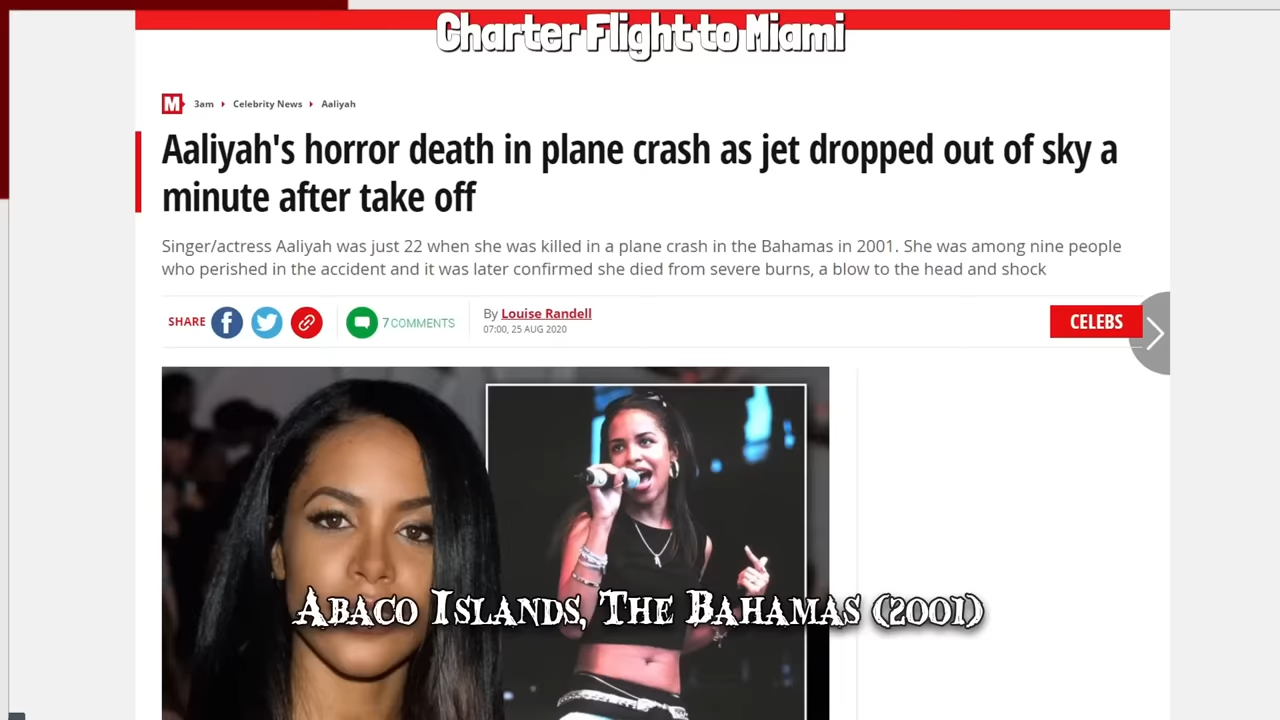 Charter Flight to Miami
M 3am Celebrity News Aaliyah
Aaliyah's horror death in plane crash as jet dropped out of sky a
minute after take off
Singer/actress Aaliyah was just 22 when she was killed in a plane crash in the Bahamas in 2001. She was among nine people
who perished in the accident and it was later confirmed she died from severe burns, a blow to the head and shock
SHARE f 7 COMMENTS By Louise Randell
07:00, 25 AUG 2020
CELEBS
Abaco Islands, The Bahamas (2001)